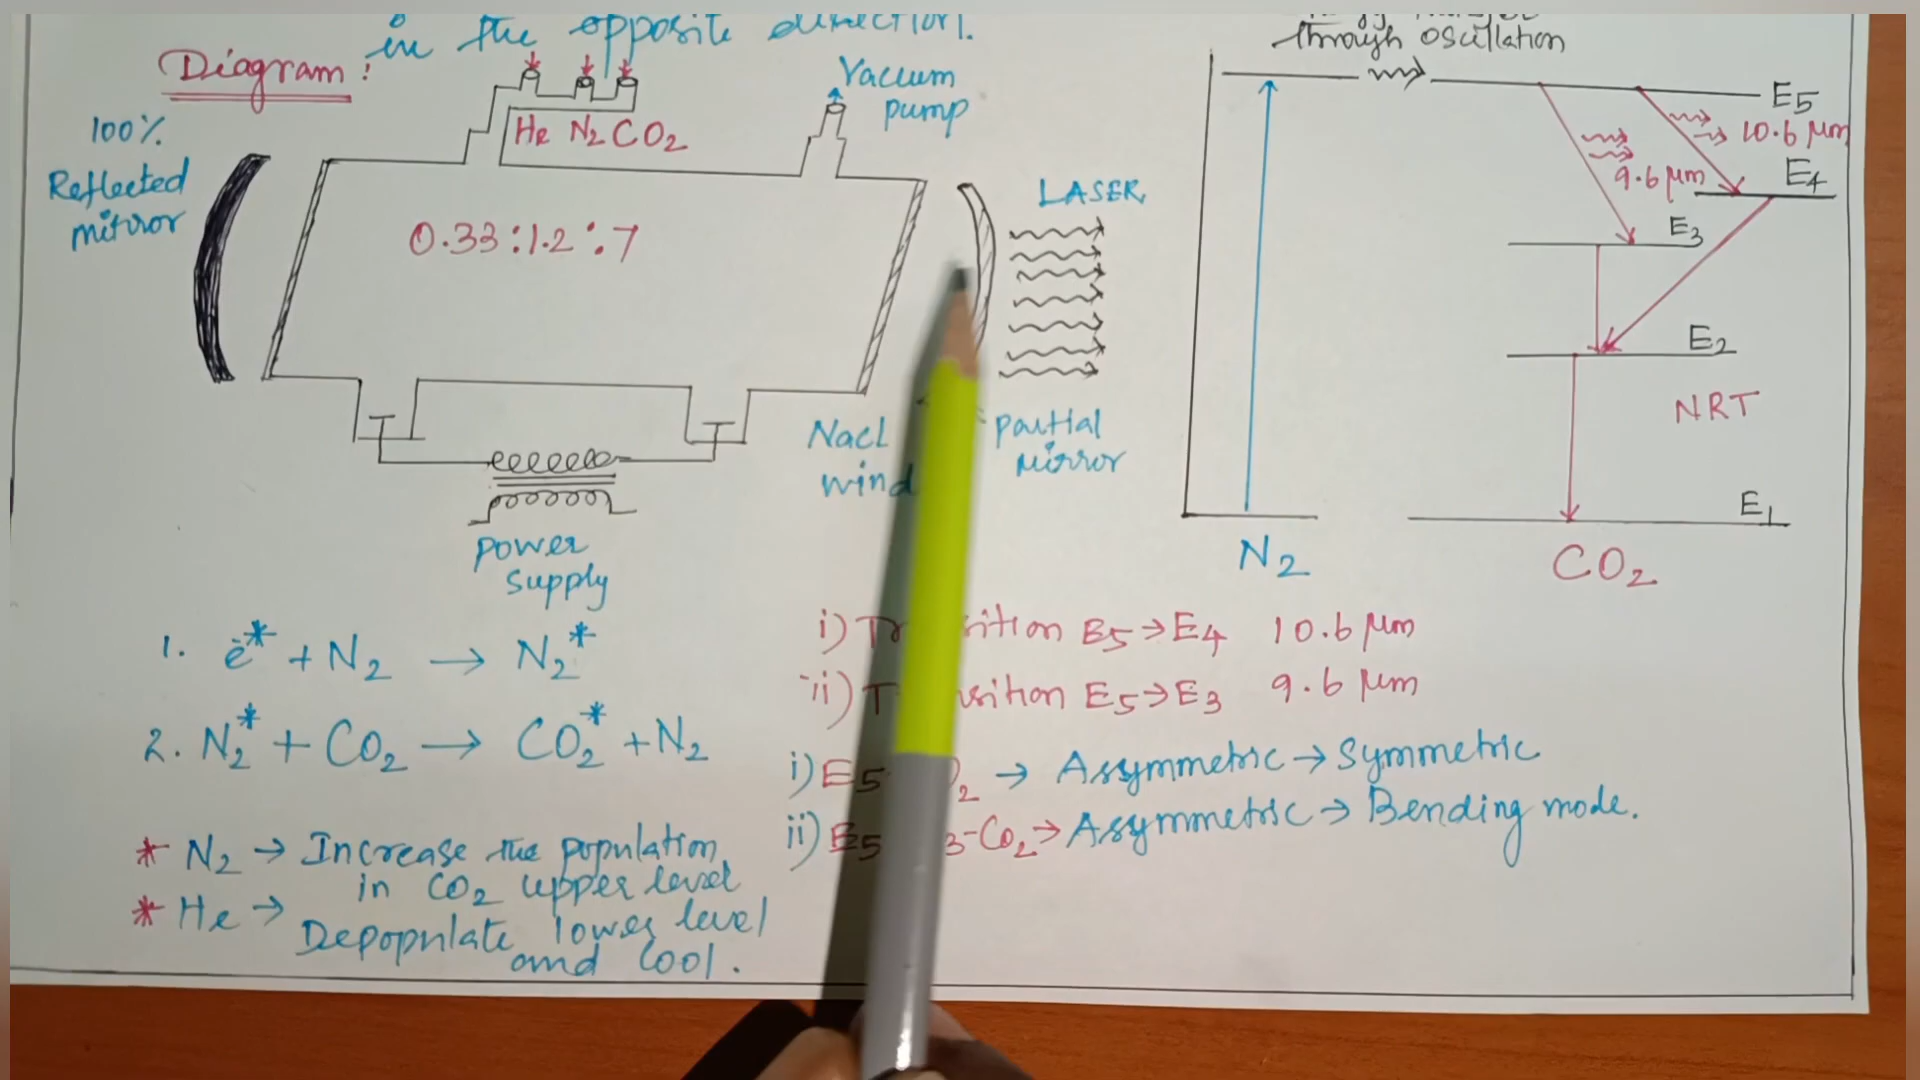 in the opposite direction.
Diagram:
He N2 CO2
Vacuum
pump
100%
Reflected
mirror
0.33:1.2:7
LASER
Nacl
wind
partial
mirror
power
supply
1. e* + N2 → N2*
2. N2* + CO2 → CO2* + N2
* N2 → Increase the population
in CO2 upper level
* He → Depopulate lower level
and Cool.
through oscillation
E5
10.6 μm
9.6 μm
E4
E3
E2
NRT
E1
N2
CO2
i) Tr sition E5→E4 10.6 μm
ii) T sition E5→E3 9.6 μm
i) E5 2 → Assymmetric → Symmetric
ii) E5 3-CO2→ Asymmetric → Bending mode.